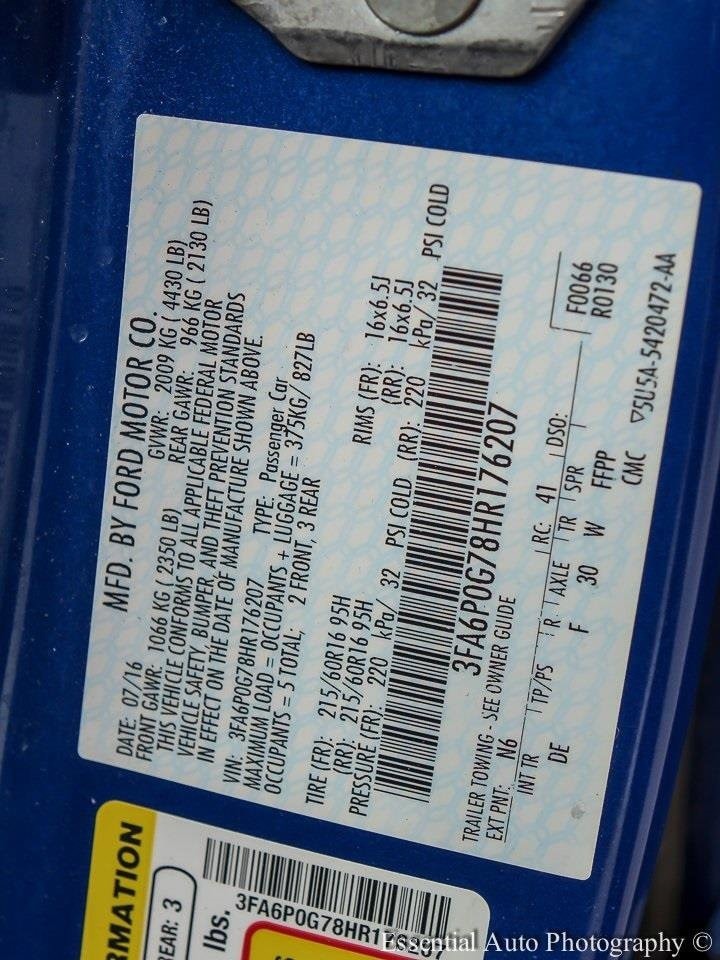 MFD. BY FORD MOTOR CO.
DATE: 07/16 GVWR: 2009 KG ( 4430 LB)
FRONT GAWR: 1066 KG ( 2350 LB) REAR GAWR: 966 KG ( 2130 LB)
THIS VEHICLE CONFORMS TO ALL APPLICABLE FEDERAL MOTOR
VEHICLE SAFETY, BUMPER, AND THEFT PREVENTION STANDARDS
IN EFFECT ON THE DATE OF MANUFACTURE SHOWN ABOVE.
VIN: 3FA6P0G78HR176207 TYPE: Passenger Car
MAXIMUM LOAD = OCCUPANTS + LUGGAGE = 375KG/ 827LB
OCCUPANTS = 5 TOTAL; 2 FRONT, 3 REAR
TIRE (FR): 215/60R16 95H RIMS (FR): 16x6.5J
(RR): 215/60R16 95H (RR): 16x6.5J
PRESSURE (FR): 220 kPa/ 32 PSI COLD (RR): 220 kPa/ 32 PSI COLD
3FA6P0G78HR176207
TRAILER TOWING - SEE OWNER GUIDE
EXT PNT: N6 RC: 41 DSO: F0066
R0130
INT TR TP/PS R AXLE TR SPR
DE F 30 W FFPP
CMC ▽5U5A-5420472-AA
RMATION
REAR: 3
lbs.
3FA6P0G78HR176207
Essential Auto Photography ©